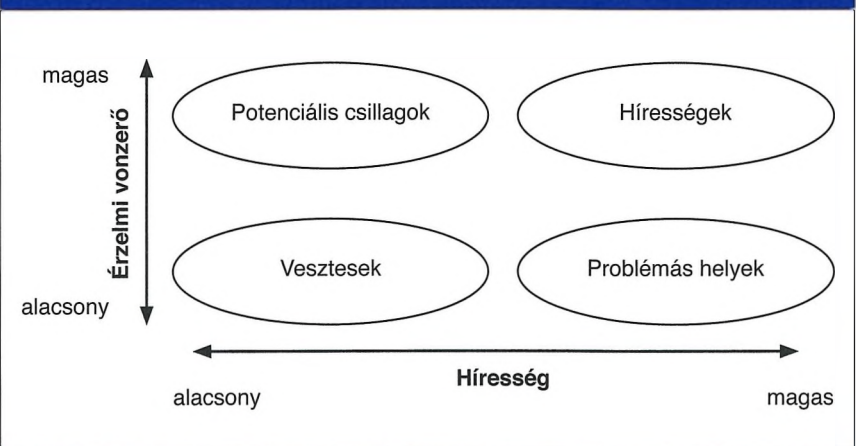 magas
Érzelmi vonzerő
alacsony
Potenciális csillagok
Hírességek
Vesztesek
Problémás helyek
alacsony
Híresség
magas